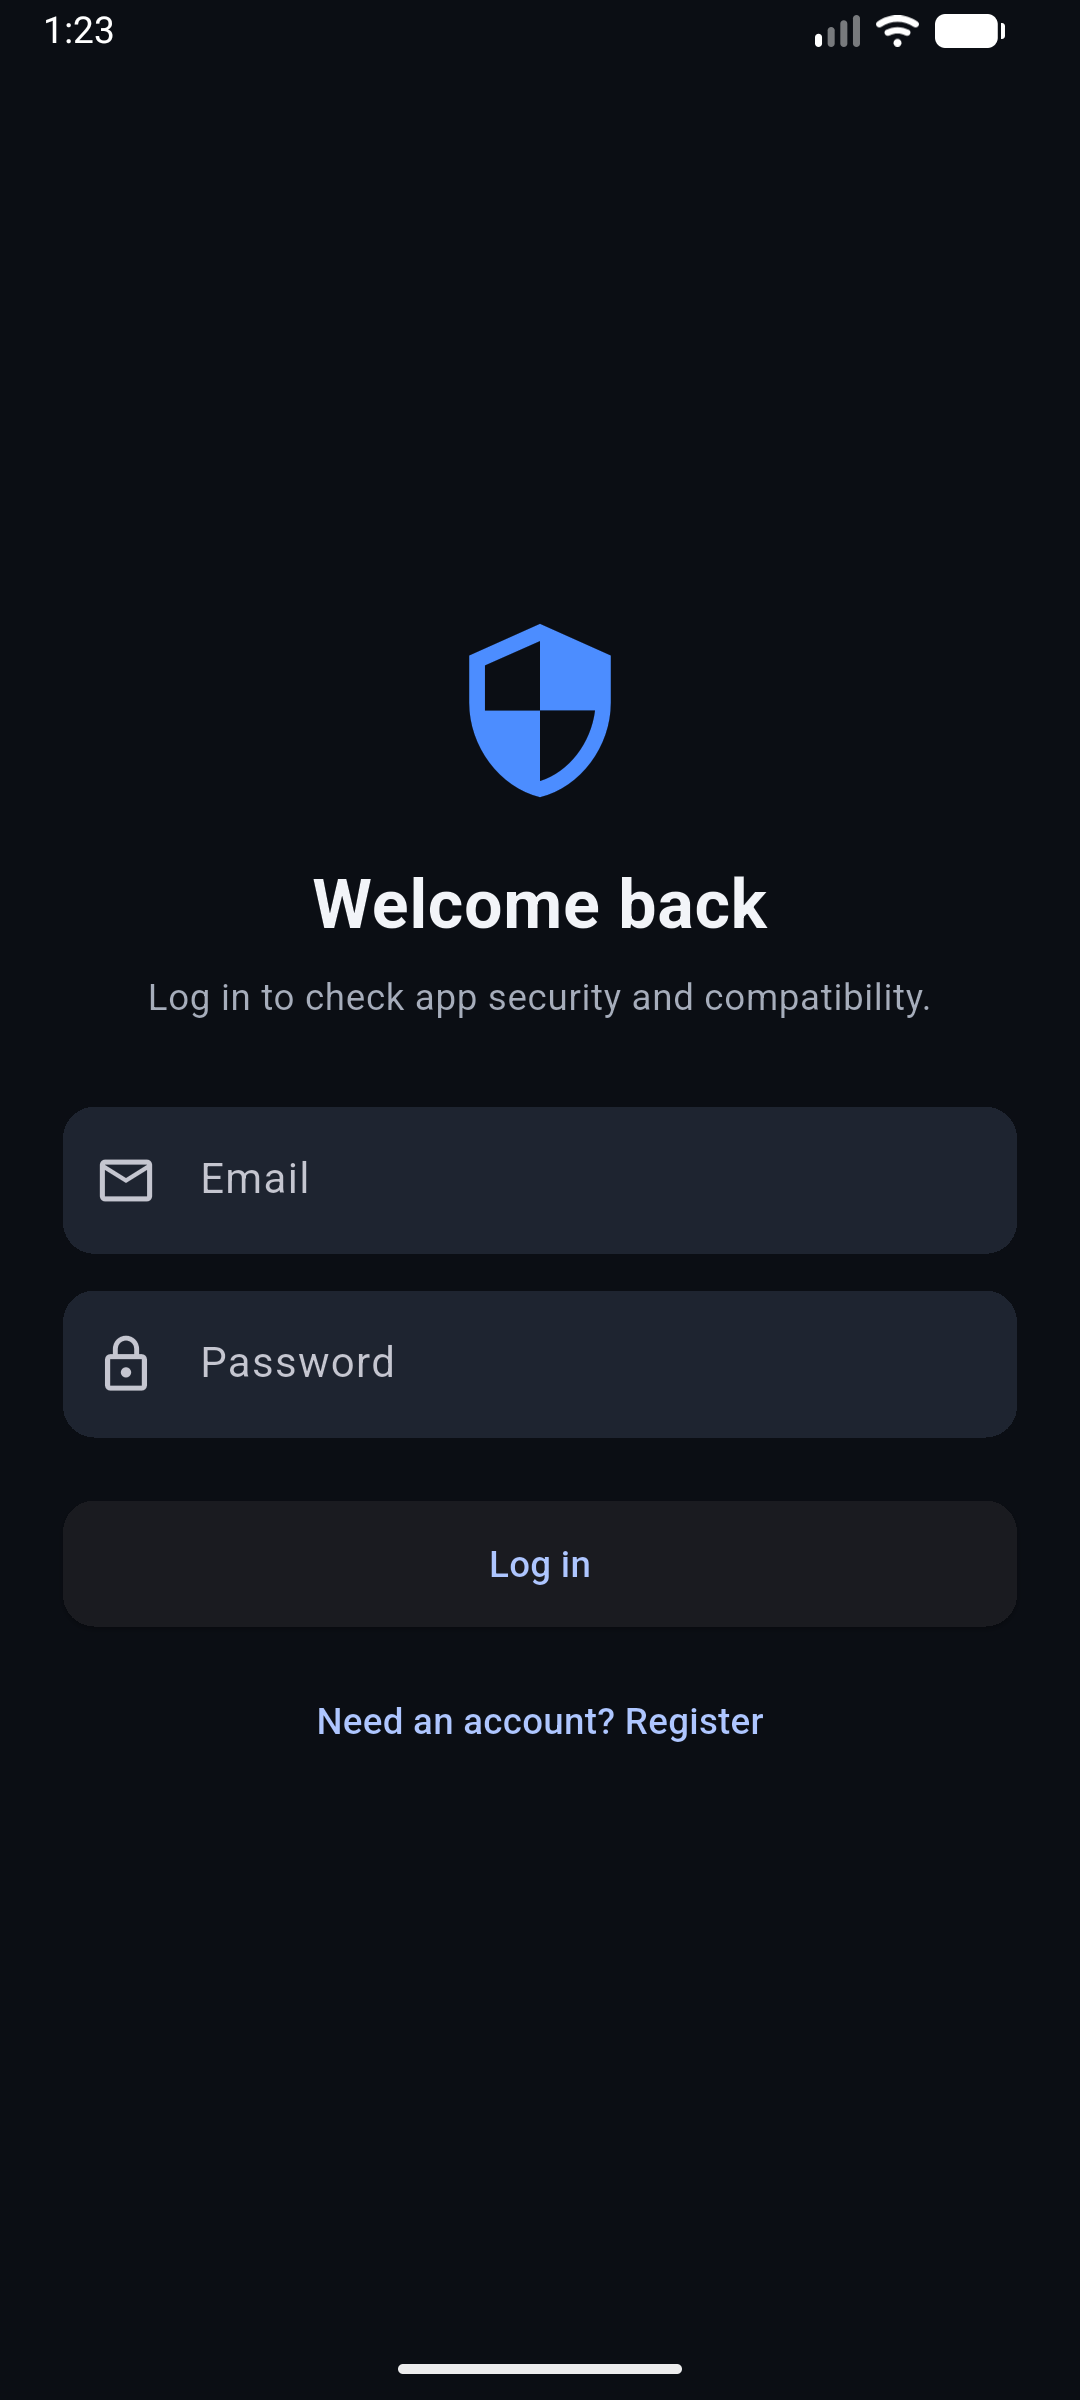 1:23
Welcome back
Log in to check app security and compatibility.
Email
Password
Log in
Need an account? Register